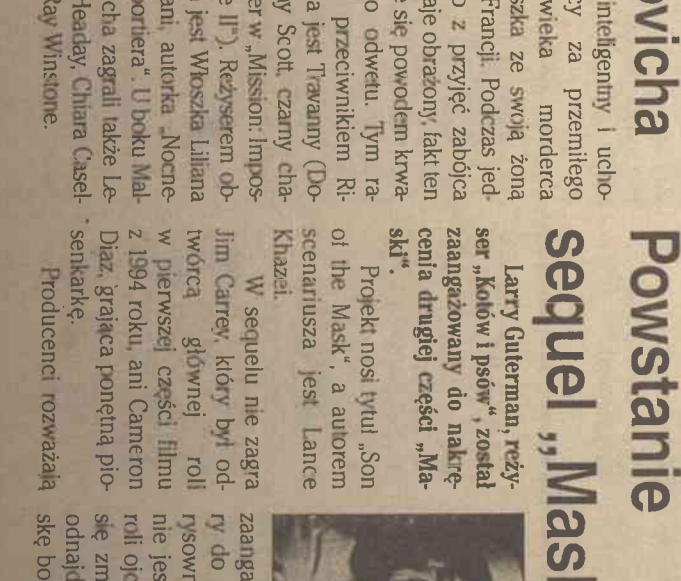 ovicha
inteligentny i ucho-
cy za przemiłego
wieka morderca
szka ze swoją żoną
Francji. Podczas jed-
o z przyjęć zabójca
aje obrażony, fakt ten
e się powodem krwa-
o odwetu. Tym ra-
przeciwnikiem Ri-
a jest Travanny (Do-
ay Scott, czarny cha-
er w „Mission: Impos-
e II"). Reżyserem ob-
jest Włoszka Liliana
ani, autorka „Nocne-
portiera". U boku Mal-
cha zagrali także Le-
Headay, Chiara Casel-
Ray Winstone.
Powstanie
sequel „Mas
Larry Guterman, reży-
ser „Kotów i psów", został
zaangażowany do nakrę-
cenia drugiej części „Ma-
ski".
Projekt nosi tytuł „Son
of the Mask", a autorem
scenariusza jest Lance
Khazei.
W sequelu nie zagra
Jim Carrey, który był od-
twórcą głównej roli
w pierwszej części filmu
z 1994 roku, ani Cameron
Diaz, grająca ponętną pio-
senkarkę.
Producenci rozważają
zaanga
ry do
rysown
nie jes
roli ojc
się zm
odnajd
skę bo